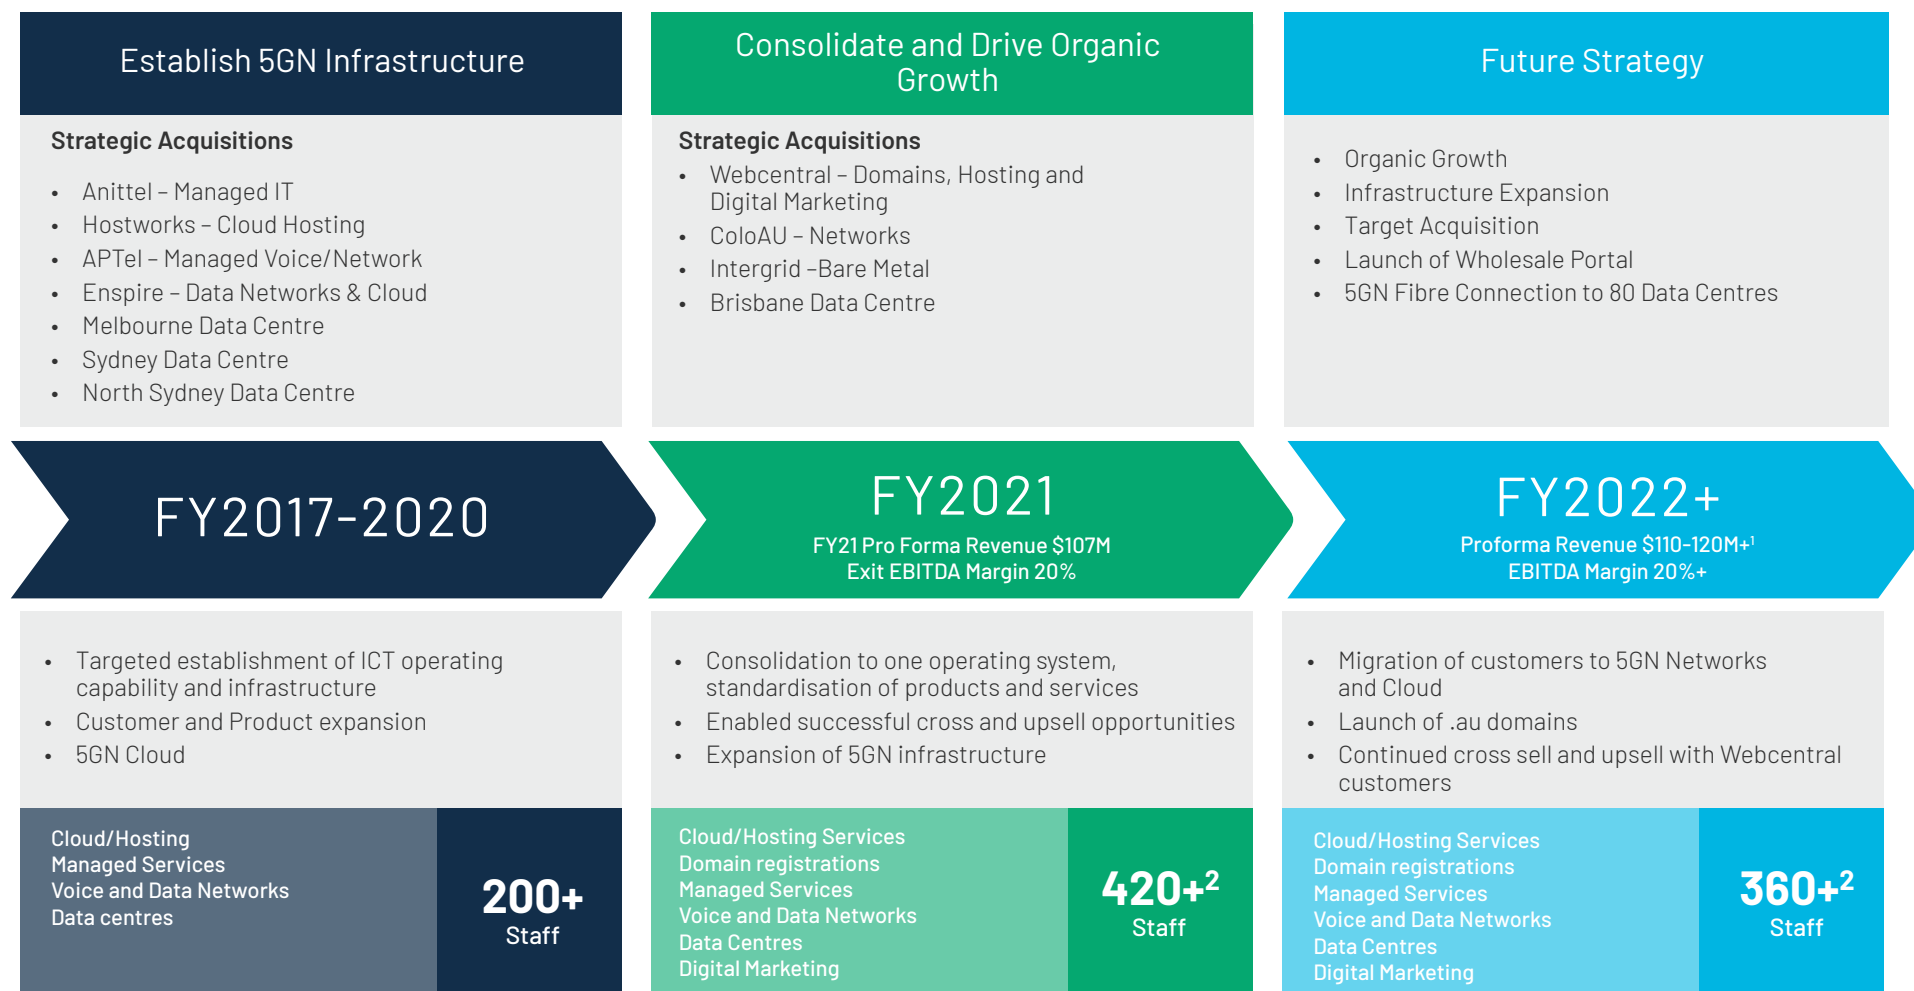 Establish 5GN Infrastructure
Strategic Acquisitions
• Anittel – Managed IT
• Hostworks – Cloud Hosting
• APTel – Managed Voice/Network
• Enspire – Data Networks & Cloud
• Melbourne Data Centre
• Sydney Data Centre
• North Sydney Data Centre
Consolidate and Drive Organic
Growth
Strategic Acquisitions
• Webcentral – Domains, Hosting and
Digital Marketing
• ColoAU – Networks
• Intergrid –Bare Metal
• Brisbane Data Centre
Future Strategy
• Organic Growth
• Infrastructure Expansion
• Target Acquisition
• Launch of Wholesale Portal
• 5GN Fibre Connection to 80 Data Centres
FY2017-2020
FY2021
FY21 Pro Forma Revenue $107M
Exit EBITDA Margin 20%
FY2022+
Proforma Revenue $110-120M+¹
EBITDA Margin 20%+
• Targeted establishment of ICT operating
capability and infrastructure
• Customer and Product expansion
• 5GN Cloud
• Consolidation to one operating system,
standardisation of products and services
• Enabled successful cross and upsell opportunities
• Expansion of 5GN infrastructure
• Migration of customers to 5GN Networks
and Cloud
• Launch of .au domains
• Continued cross sell and upsell with Webcentral
customers
Cloud/Hosting
Managed Services
Voice and Data Networks
Data centres
200+
Staff
Cloud/Hosting Services
Domain registrations
Managed Services
Voice and Data Networks
Data Centres
Digital Marketing
420+²
Staff
Cloud/Hosting Services
Domain registrations
Managed Services
Voice and Data Networks
Data Centres
Digital Marketing
360+²
Staff